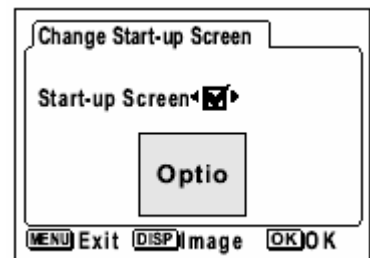 Change Start-up Screen
Start-up Screen
Optio
MENU Exit DISP Image OK OK